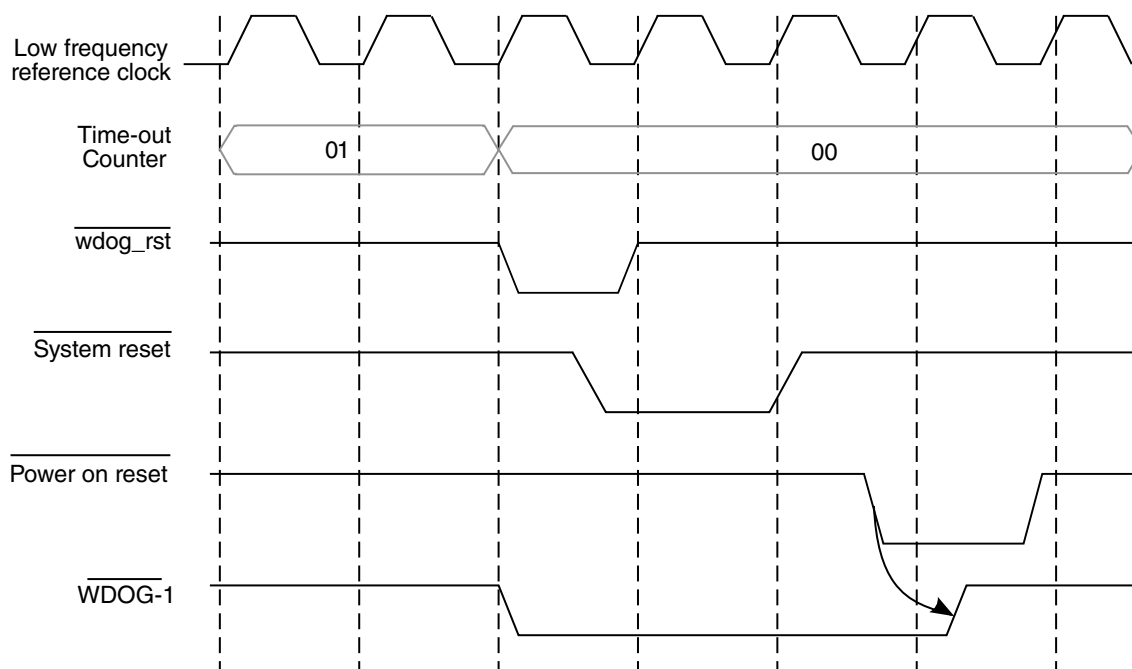 Low frequency
reference clock
Time-out
Counter
01
00
wdog_rst
System reset
Power on reset
WDOG-1